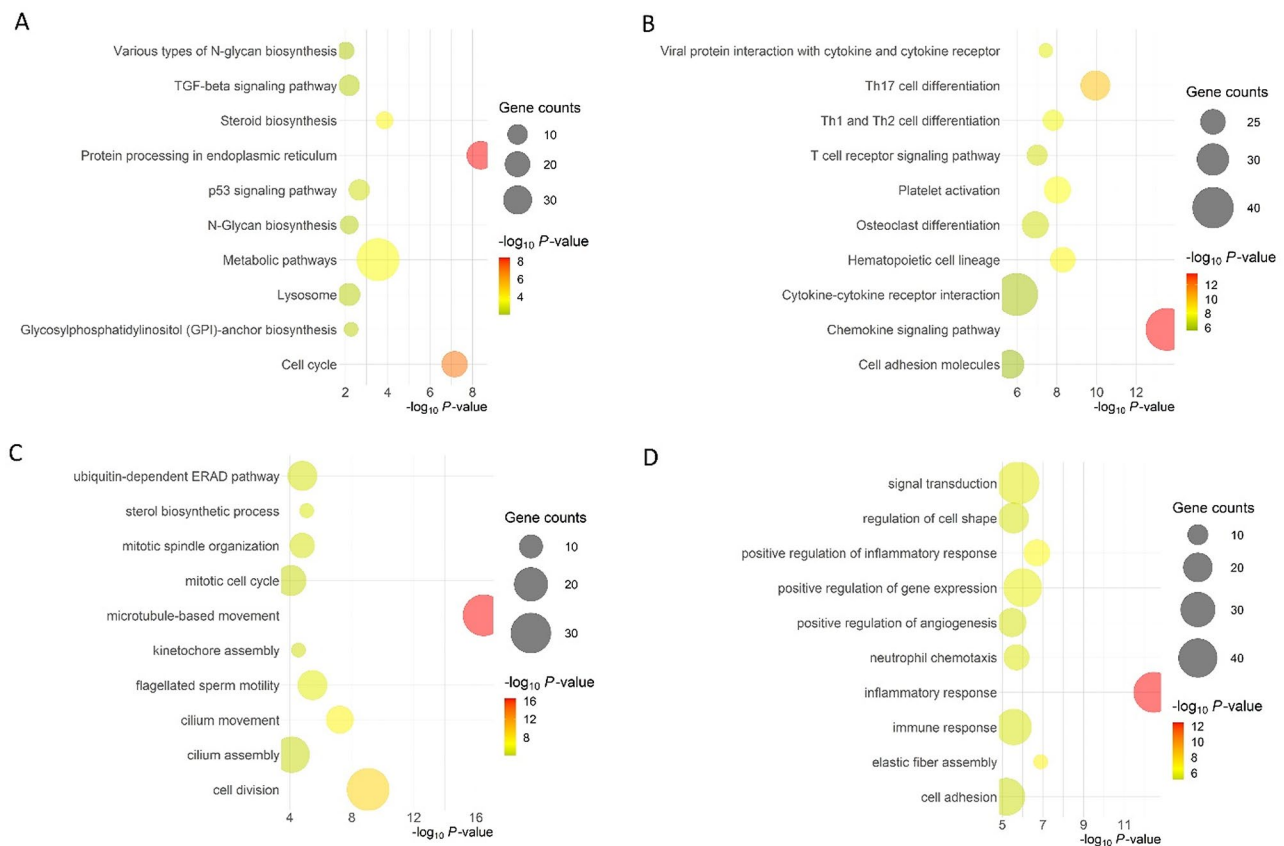 A
Various types of N-glycan biosynthesis
TGF-beta signaling pathway
Steroid biosynthesis
Protein processing in endoplasmic reticulum
p53 signaling pathway
N-Glycan biosynthesis
Metabolic pathways
Lysosome
Glycosylphosphatidylinositol (GPI)-anchor biosynthesis
Cell cycle
2 4 6 8
-log10 P-value
Gene counts
10
20
30
-log10 P-value
8
6
4
B
Viral protein interaction with cytokine and cytokine receptor
Th17 cell differentiation
Th1 and Th2 cell differentiation
T cell receptor signaling pathway
Platelet activation
Osteoclast differentiation
Hematopoietic cell lineage
Cytokine-cytokine receptor interaction
Chemokine signaling pathway
Cell adhesion molecules
6 8 10 12
-log10 P-value
Gene counts
25
30
40
-log10 P-value
12
10
8
6
C
ubiquitin-dependent ERAD pathway
sterol biosynthetic process
mitotic spindle organization
mitotic cell cycle
microtubule-based movement
kinetochore assembly
flagellated sperm motility
cilium movement
cilium assembly
cell division
4 8 12 16
-log10 P-value
Gene counts
10
20
30
-log10 P-value
16
12
8
D
signal transduction
regulation of cell shape
positive regulation of inflammatory response
positive regulation of gene expression
positive regulation of angiogenesis
neutrophil chemotaxis
inflammatory response
immune response
elastic fiber assembly
cell adhesion
5 7 9 11
-log10 P-value
Gene counts
10
20
30
40
-log10 P-value
12
10
8
6